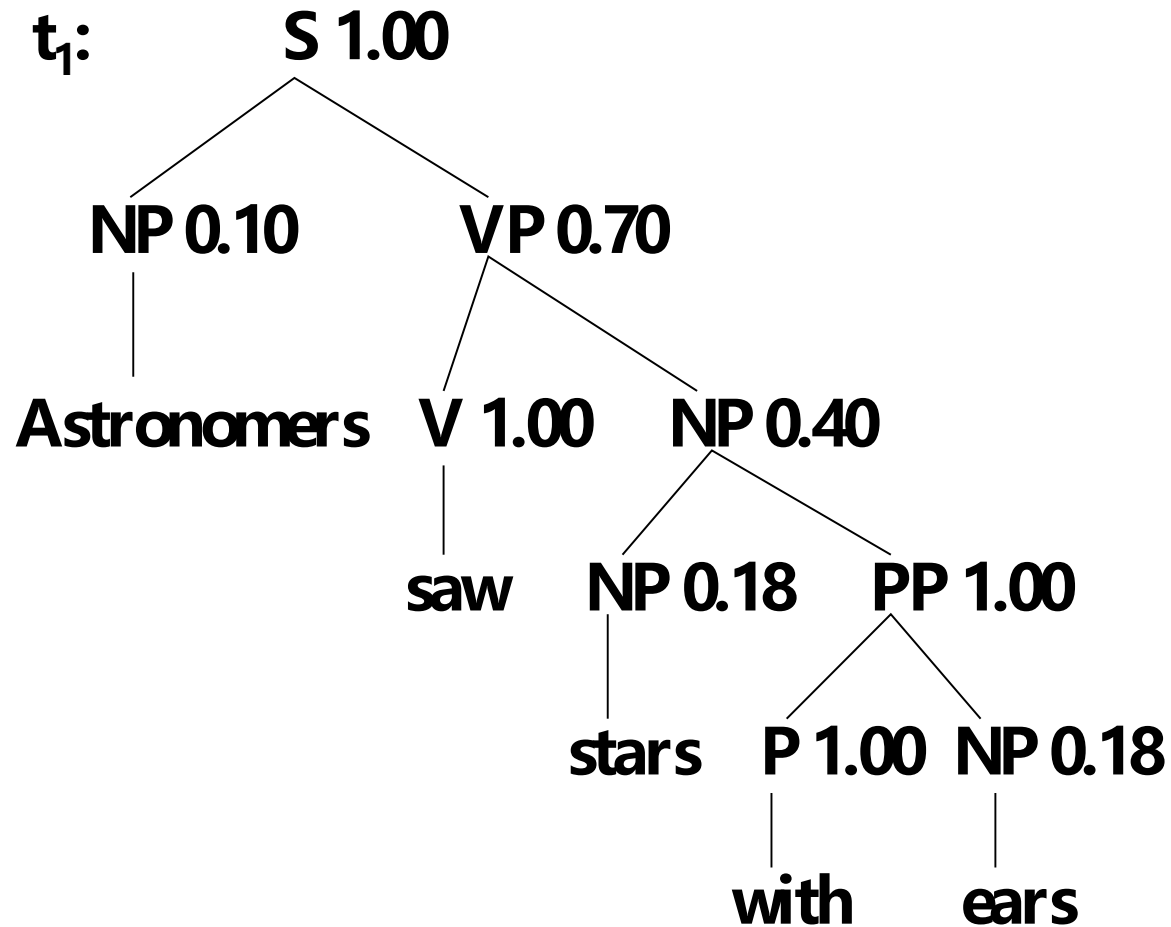 t1: S 1.00
NP 0.10 VP 0.70
Astronomers V 1.00 NP 0.40
saw NP 0.18 PP 1.00
stars P 1.00 NP 0.18
with ears